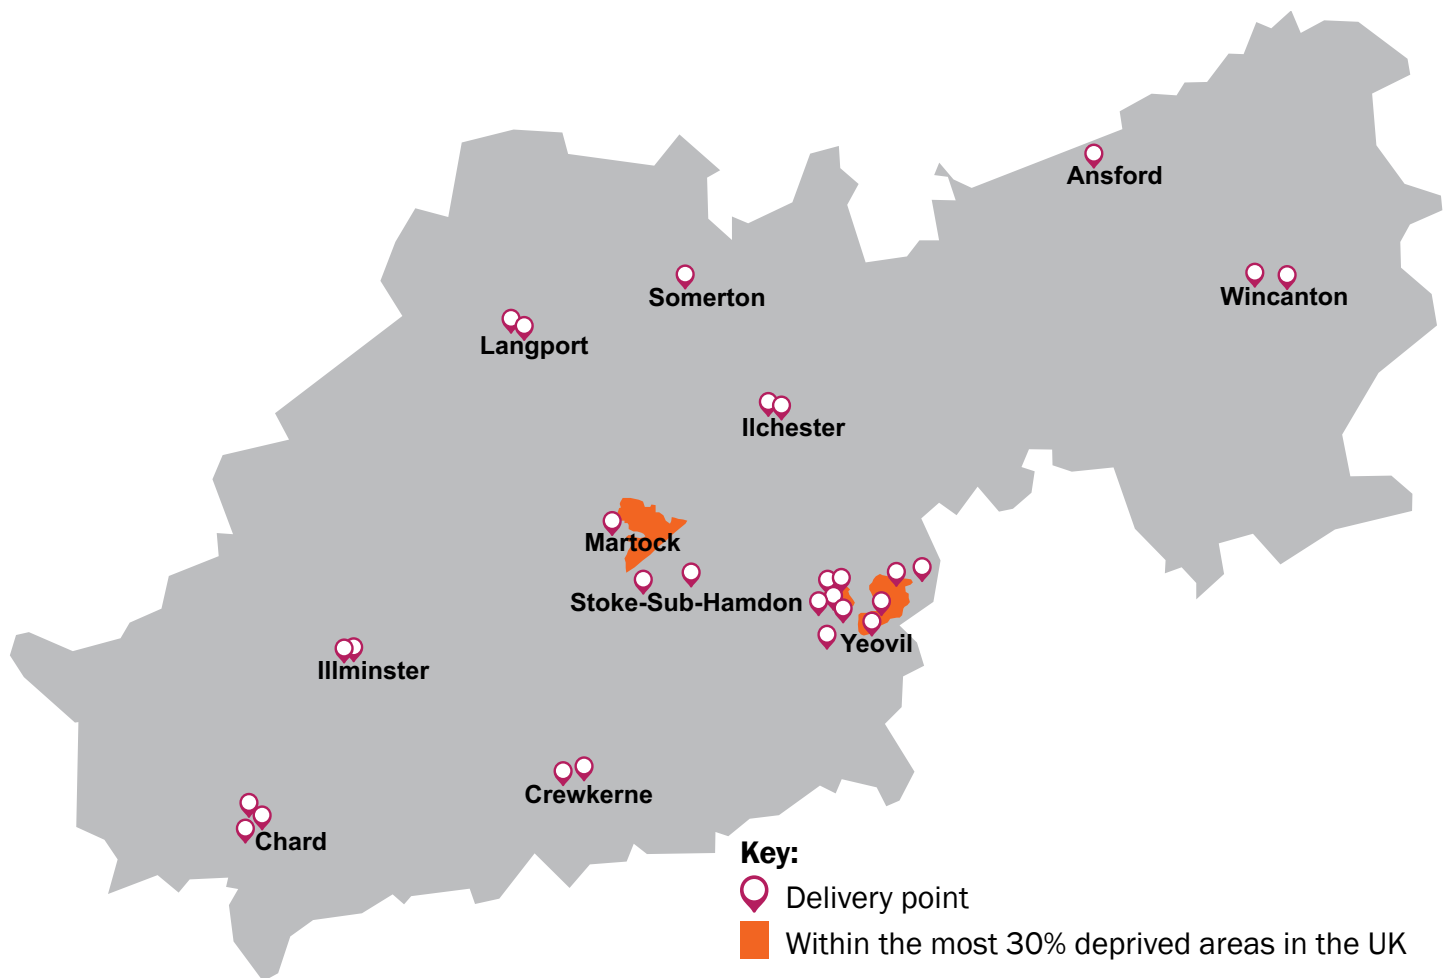 Ansford
Somerton
Wincanton
Langport
Ilchester
Martock
Stoke-Sub-Hamdon
Yeovil
Illminster
Crewkerne
Chard
Key:
Delivery point
Within the most 30% deprived areas in the UK